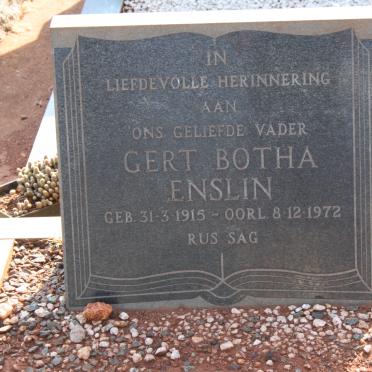 IN
LIEFDEVOLLE HERINNERING
AAN
ONS GELIEFDE VADER
GERT BOTHA
ENSLIN
GEB. 31-3-1915 - OORL. 8-12-1972
RUS SAG